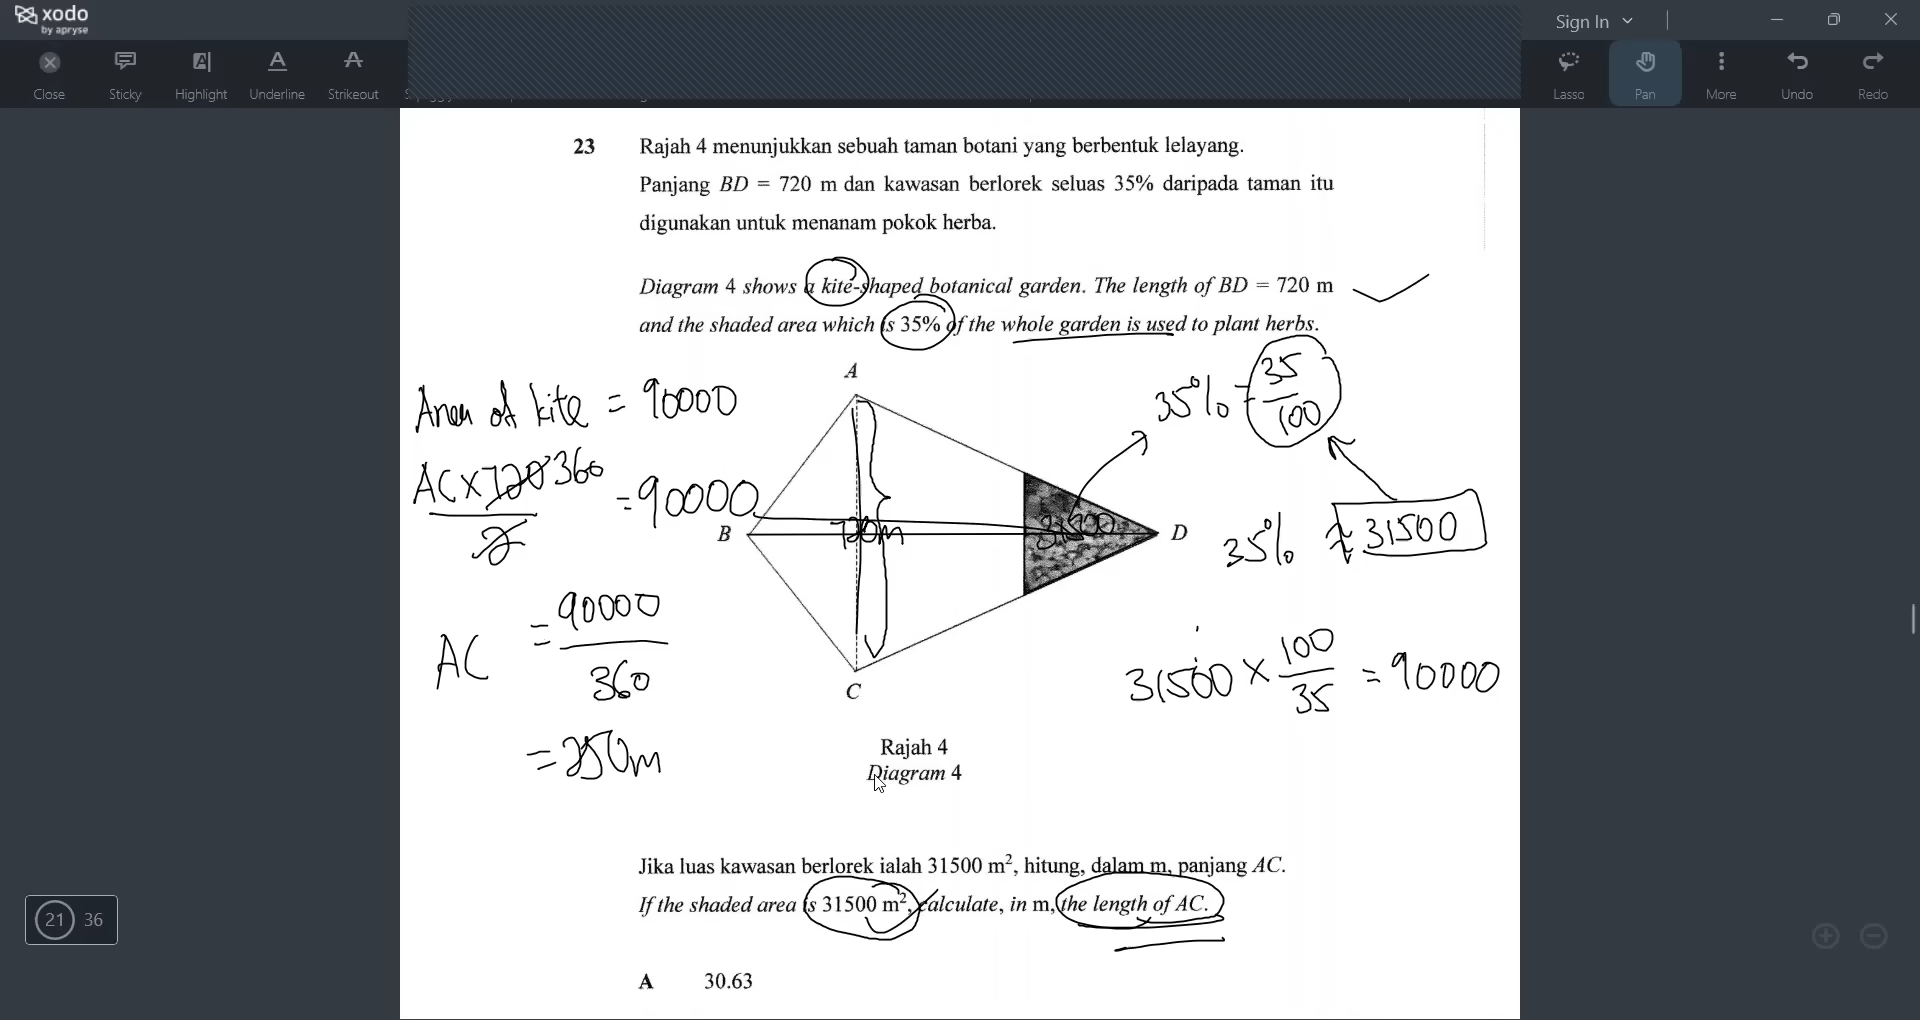 xodo
by apryse
Sign In
Close
Sticky
Highlight
Underline
Strikeout
Lasso
Pan
More
Undo
Redo
23 Rajah 4 menunjukkan sebuah taman botani yang berbentuk lelayang.
Panjang BD = 720 m dan kawasan berlorek seluas 35% daripada taman itu
digunakan untuk menanam pokok herba.
Diagram 4 shows a kite-shaped botanical garden. The length of BD = 720 m
and the shaded area which is 35% of the whole garden is used to plant herbs.
A
Area of kite = 90000
35% = 35/100
AC x 720 360 / 2 = 90000
B
720m
31500
D
35% ≈ 31500
AC = 90000/360
31500 x 100/35 = 90000
C
= 250m
Rajah 4
Diagram 4
Jika luas kawasan berlorek ialah 31500 m², hitung, dalam m, panjang AC.
If the shaded area is 31500 m², calculate, in m, the length of AC.
21 36
A 30.63